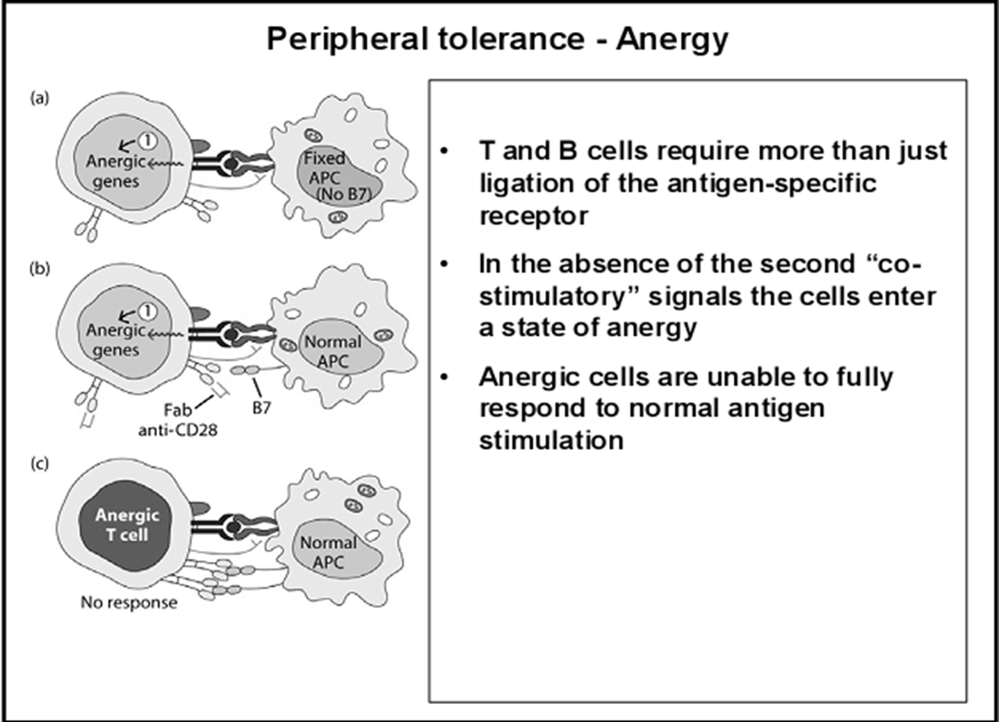 Peripheral tolerance - Anergy
(a)
1
Anergic
genes
Fixed
APC
(No B7)
(b)
1
Anergic
genes
Normal
APC
Fab
anti-CD28
B7
(c)
Anergic
T cell
Normal
APC
No response
• T and B cells require more than just
ligation of the antigen-specific
receptor
• In the absence of the second “co-
stimulatory” signals the cells enter
a state of anergy
• Anergic cells are unable to fully
respond to normal antigen
stimulation